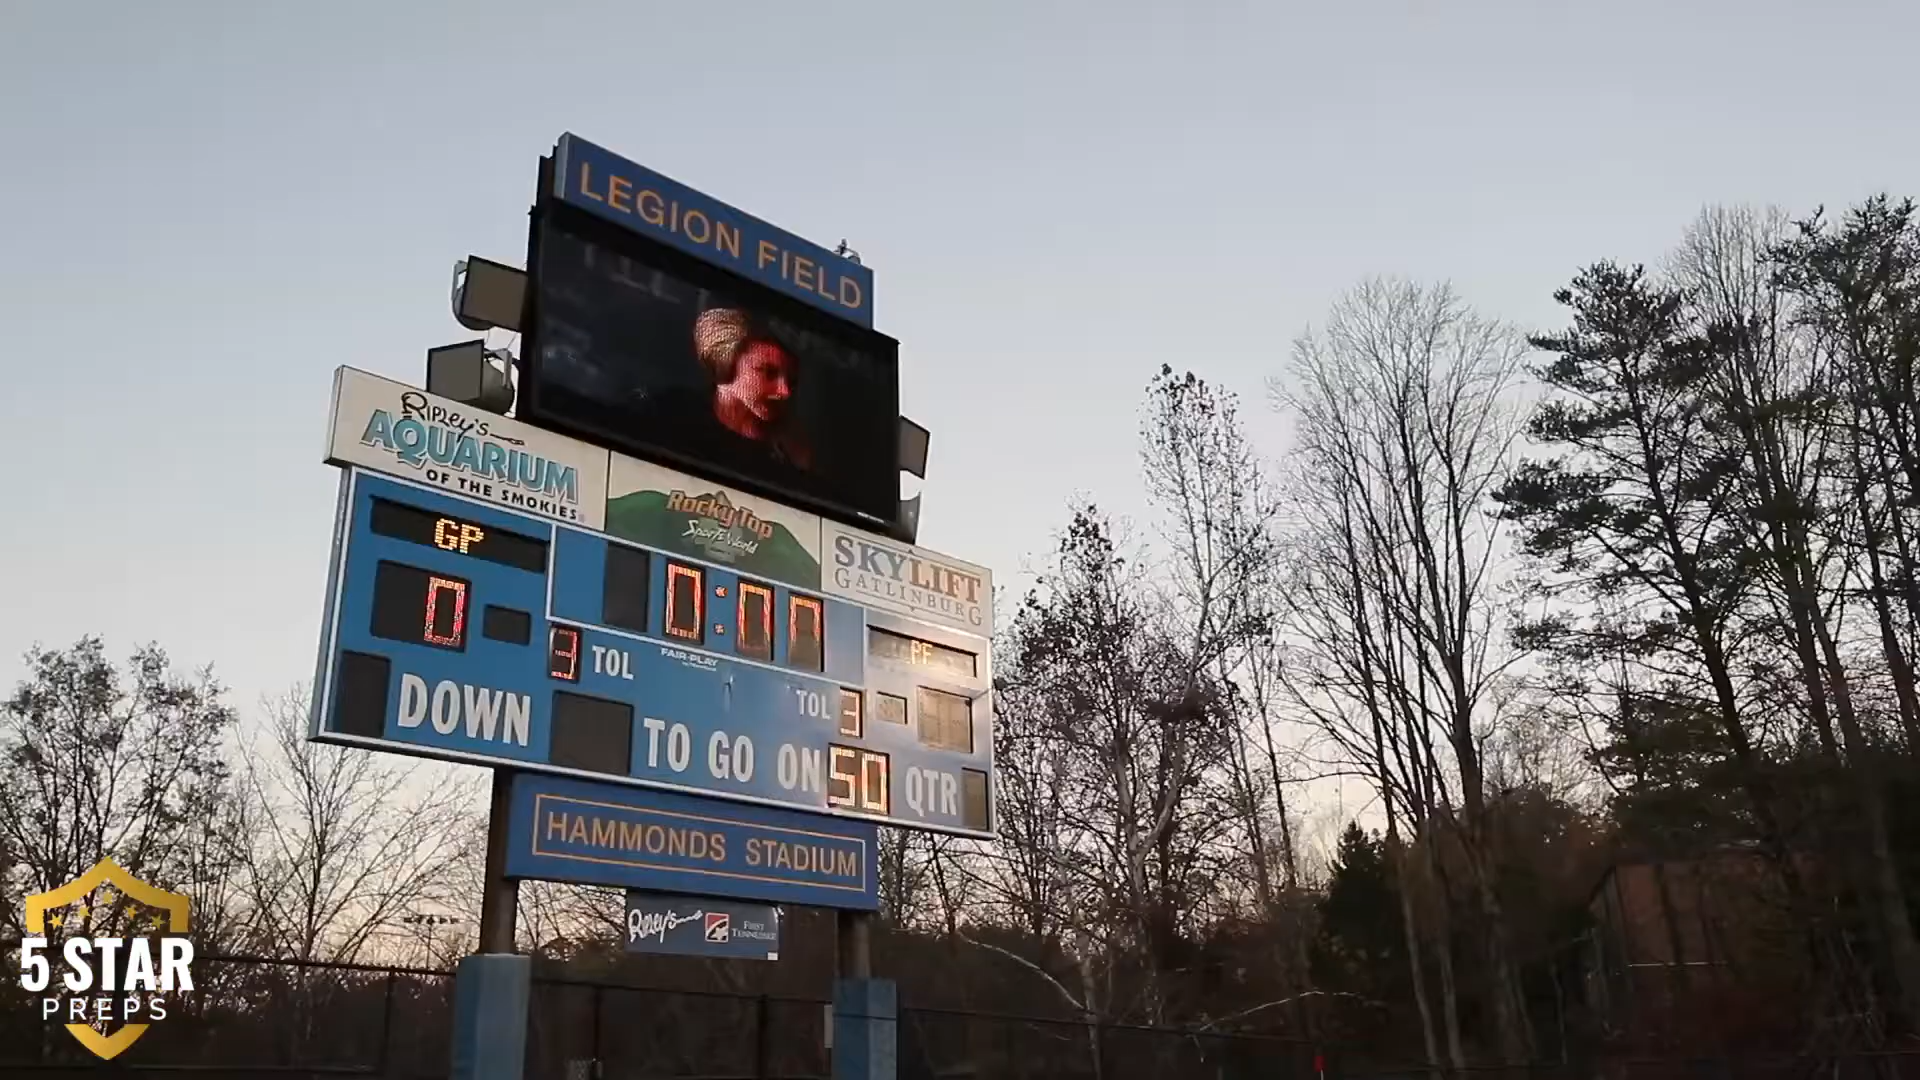 LEGION FIELD
RIPLEY'S
AQUARIUM
OF THE SMOKIES
Rocky Top
Sports World
SKYLIFT
GATLINBURG
GP
0:00
0
PF
3 TOL
FAIR-PLAY
TOL 3
DOWN
TO GO ON 50 QTR
HAMMONDS STADIUM
RIPLEY'S
FIRST
TENNESSEE
5 STAR
PREPS